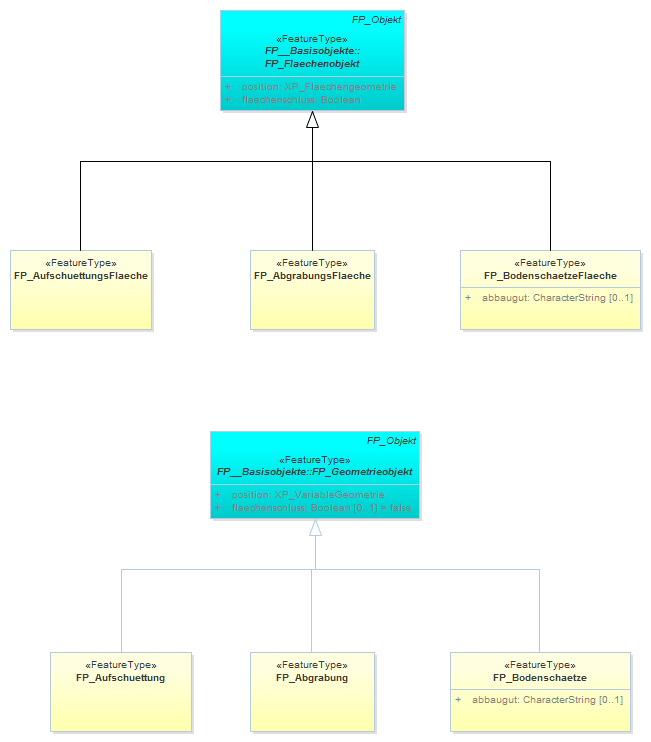 FP_Objekt
«FeatureType»
FP__Basisobjekte::
FP_Flaechenobjekt
+ position: XP_Flaechengeometrie
+ flaechenschluss: Boolean
«FeatureType»
FP_AufschuettungsFlaeche
«FeatureType»
FP_AbgrabungsFlaeche
«FeatureType»
FP_BodenschaetzeFlaeche
+ abbaugut: CharacterString [0..1]
FP_Objekt
«FeatureType»
FP__Basisobjekte::FP_Geometrieobjekt
+ position: XP_VariableGeometrie
+ flaechenschluss: Boolean [0..1] = false
«FeatureType»
FP_Aufschuettung
«FeatureType»
FP_Abgrabung
«FeatureType»
FP_Bodenschaetze
+ abbaugut: CharacterString [0..1]